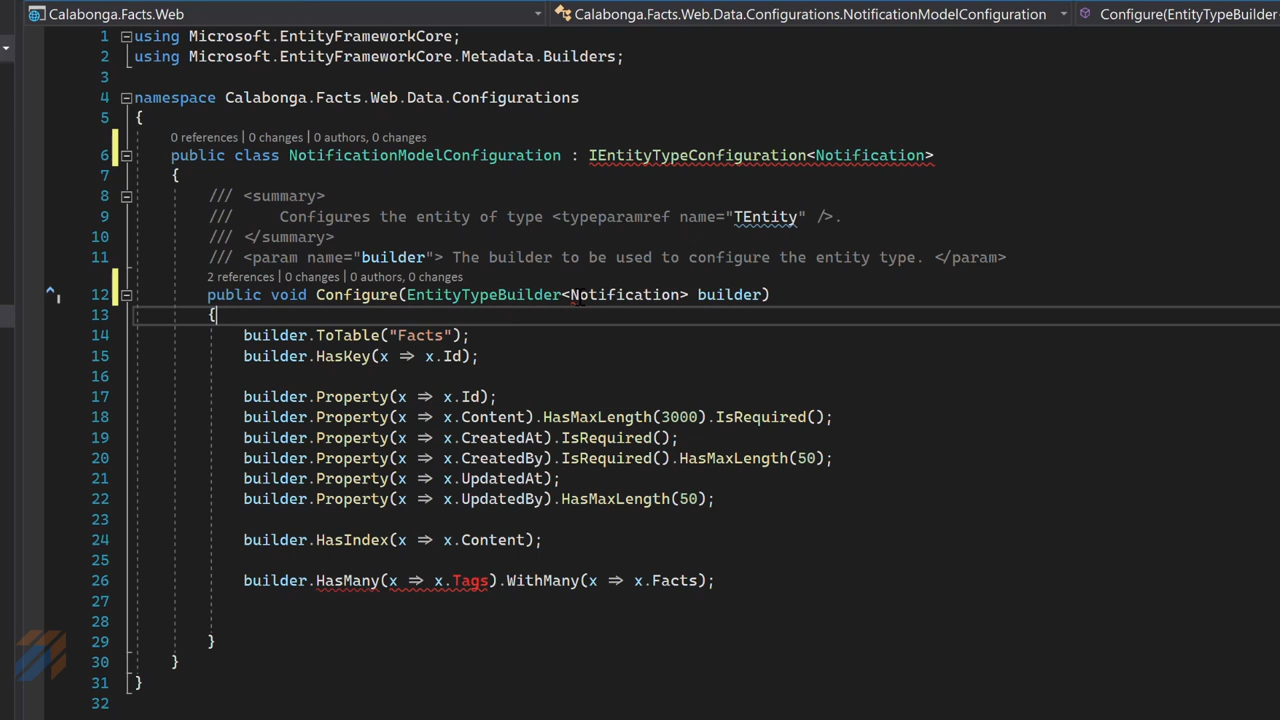 Calabonga.Facts.Web
Calabonga.Facts.Web.Data.Configurations.NotificationModelConfiguration
Configure(EntityTypeBuilder
1 using Microsoft.EntityFrameworkCore;
2 using Microsoft.EntityFrameworkCore.Metadata.Builders;
3
4 namespace Calabonga.Facts.Web.Data.Configurations
5 {
0 references | 0 changes | 0 authors, 0 changes
6 public class NotificationModelConfiguration : IEntityTypeConfiguration<Notification>
7 {
8 /// <summary>
9 /// Configures the entity of type <typeparamref name="TEntity" />.
10 /// </summary>
11 /// <param name="builder"> The builder to be used to configure the entity type. </param>
2 references | 0 changes | 0 authors, 0 changes
12 public void Configure(EntityTypeBuilder<Notification> builder)
13 {
14 builder.ToTable("Facts");
15 builder.HasKey(x => x.Id);
16
17 builder.Property(x => x.Id);
18 builder.Property(x => x.Content).HasMaxLength(3000).IsRequired();
19 builder.Property(x => x.CreatedAt).IsRequired();
20 builder.Property(x => x.CreatedBy).IsRequired().HasMaxLength(50);
21 builder.Property(x => x.UpdatedAt);
22 builder.Property(x => x.UpdatedBy).HasMaxLength(50);
23
24 builder.HasIndex(x => x.Content);
25
26 builder.HasMany(x => x.Tags).WithMany(x => x.Facts);
27
28
29 }
30 }
31 }
32